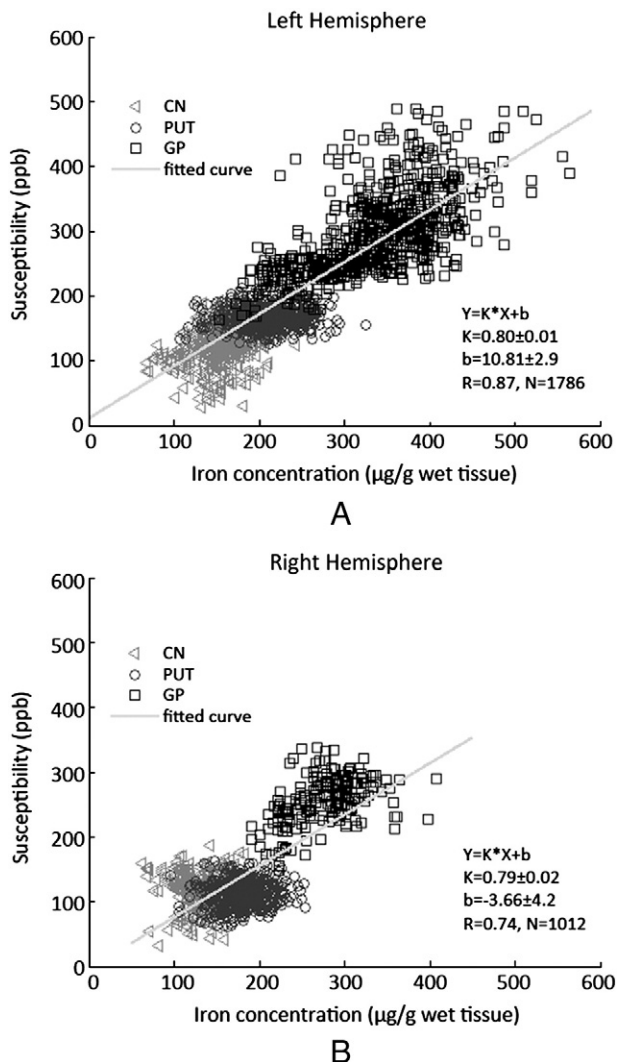 Left Hemisphere
600
500
400
300
200
100
0
Susceptibility (ppb)
CN
PUT
GP
fitted curve
Y=K*X+b
K=0.80±0.01
b=10.81±2.9
R=0.87, N=1786
0 100 200 300 400 500 600
Iron concentration (µg/g wet tissue)
A
Right Hemisphere
600
500
400
300
200
100
0
Susceptibility (ppb)
CN
PUT
GP
fitted curve
Y=K*X+b
K=0.79±0.02
b=-3.66±4.2
R=0.74, N=1012
0 100 200 300 400 500 600
Iron concentration (µg/g wet tissue)
B